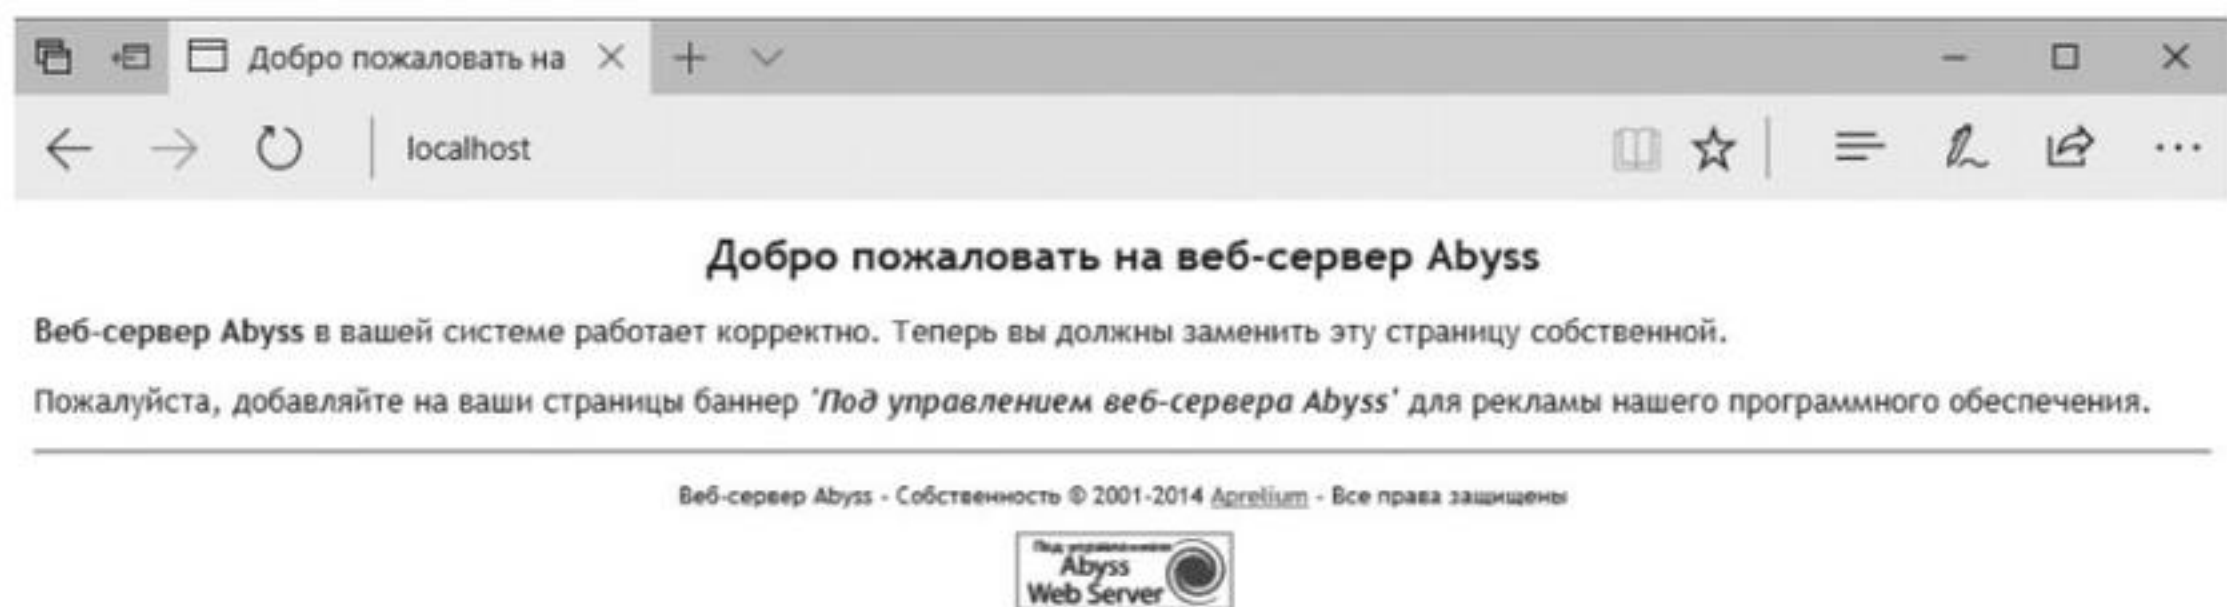 Добро пожаловать на
localhost
Добро пожаловать на веб-сервер Abyss
Веб-сервер Abyss в вашей системе работает корректно. Теперь вы должны заменить эту страницу собственной.
Пожалуйста, добавляйте на ваши страницы баннер 'Под управлением веб-сервера Abyss' для рекламы нашего программного обеспечения.
Веб-сервер Abyss - Собственность © 2001-2014 Aprelium - Все права защищены
Под управлением
Abyss
Web Server